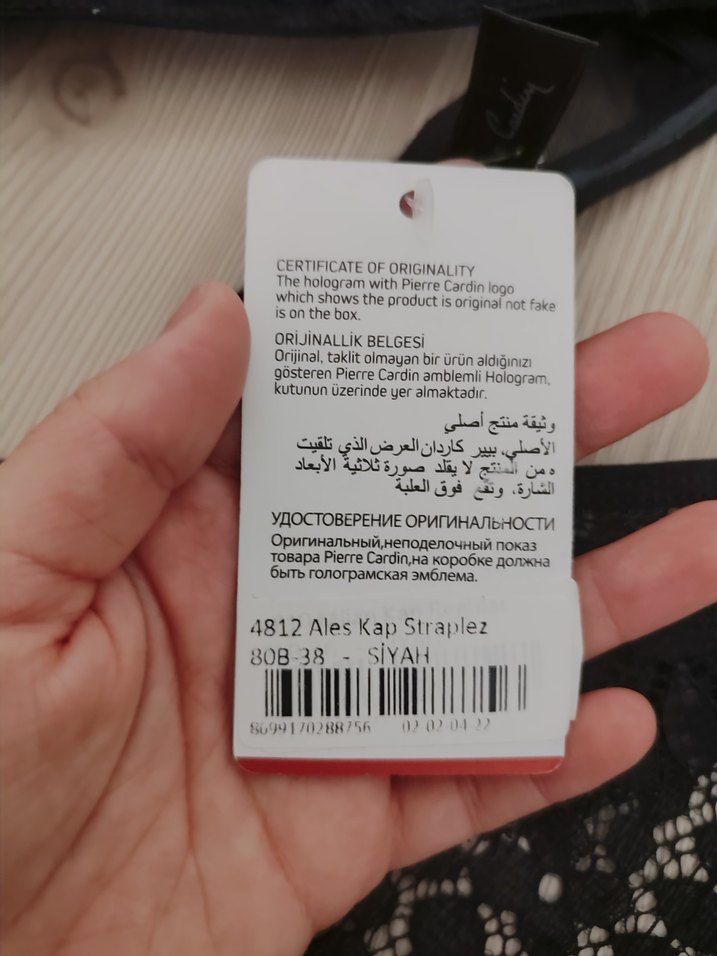 Cardin
CERTIFICATE OF ORIGINALITY
The hologram with Pierre Cardin logo
which shows the product is original not fake
is on the box.
ORİJİNALLİK BELGESİ
Orijinal, taklit olmayan bir ürün aldığınızı
gösteren Pierre Cardin amblemli Hologram,
kutunun üzerinde yer almaktadır.
وثيقة منتج أصلي
الأصلي. بيير كاردان العرض الذي تلقيت
ه من المنتج لا يقلد صورة ثلاثية الأبعاد
الشارة، وتقع فوق العلبة
УДОСТОВЕРЕНИЕ ОРИГИНАЛЬНОСТИ
Оригинальный,неподелочный показ
товара Pierre Cardin,на коробке должна
быть голограмская эмблема.
4812 Ales Kap Straplez
80B-38 - SİYAH
8699170288756 02-02-04-22